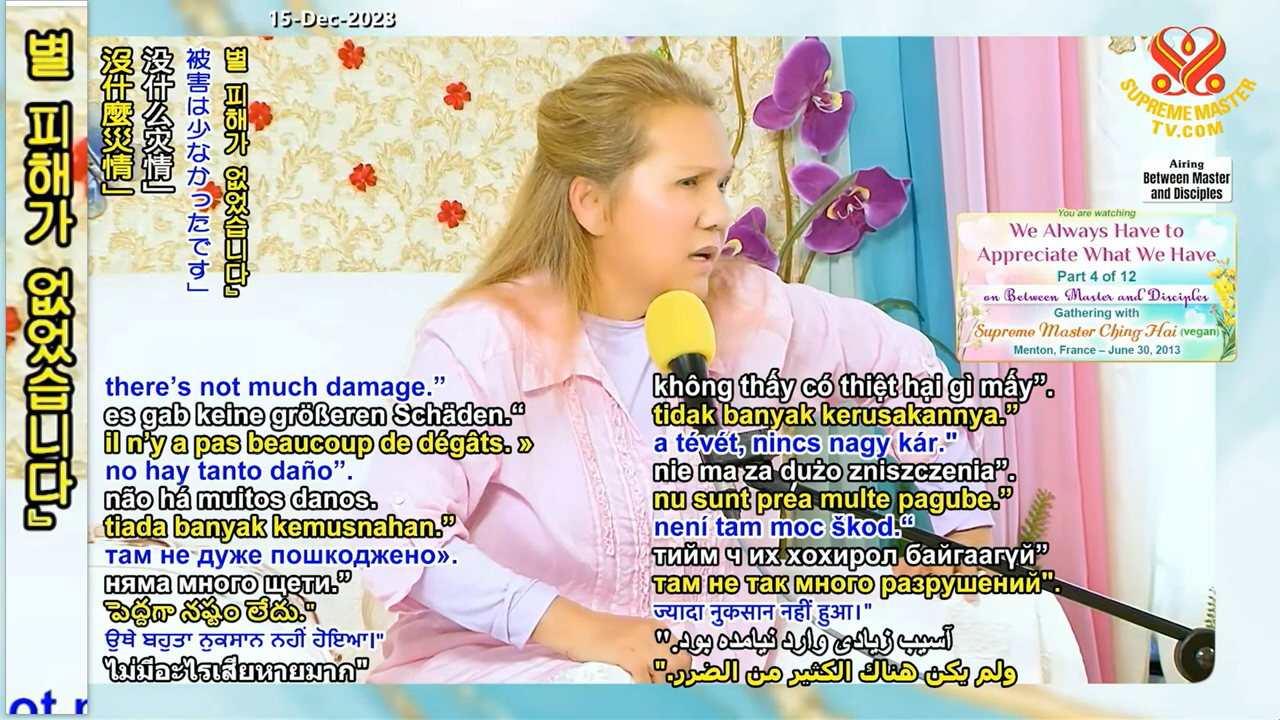 15-Dec-2023
별 피해가 없었습니다』
별 피해가 없었습니다』
被害は少なかったです」
没什么灾情」
沒什麼災情」
SUPREME MASTER
TV.COM
Airing
Between Master
and Disciples
You are watching
We Always Have to
Appreciate What We Have
Part 4 of 12
on Between Master and Disciples
Gathering with
Supreme Master Ching Hai (vegan)
Menton, France – June 30, 2013
there’s not much damage.”
es gab keine größeren Schäden.“
il n’y a pas beaucoup de dégâts. »
no hay tanto daño”.
não há muitos danos.
tiada banyak kemusnahan.”
там не дуже пошкоджено».
няма много щети.”
పెద్దగా నష్టం లేదు."
ਉਥੇ ਬਹੁਤਾ ਨੁਕਸਾਨ ਨਹੀਂ ਹੋਇਆ।"
ไม่มีอะไรเสียหายมาก"
không thấy có thiệt hại gì mấy”.
tidak banyak kerusakannya.”
a tévét, nincs nagy kár."
nie ma za dużo zniszczenia”.
nu sunt prea multe pagube.”
není tam moc škod.“
тийм ч их хохирол байгаагүй”
там не так много разрушений".
ज्यादा नुकसान नहीं हुआ।"
آسیب زیادی وارد نیامده بود."
ولم يكن هناك الكثير من الضرر."